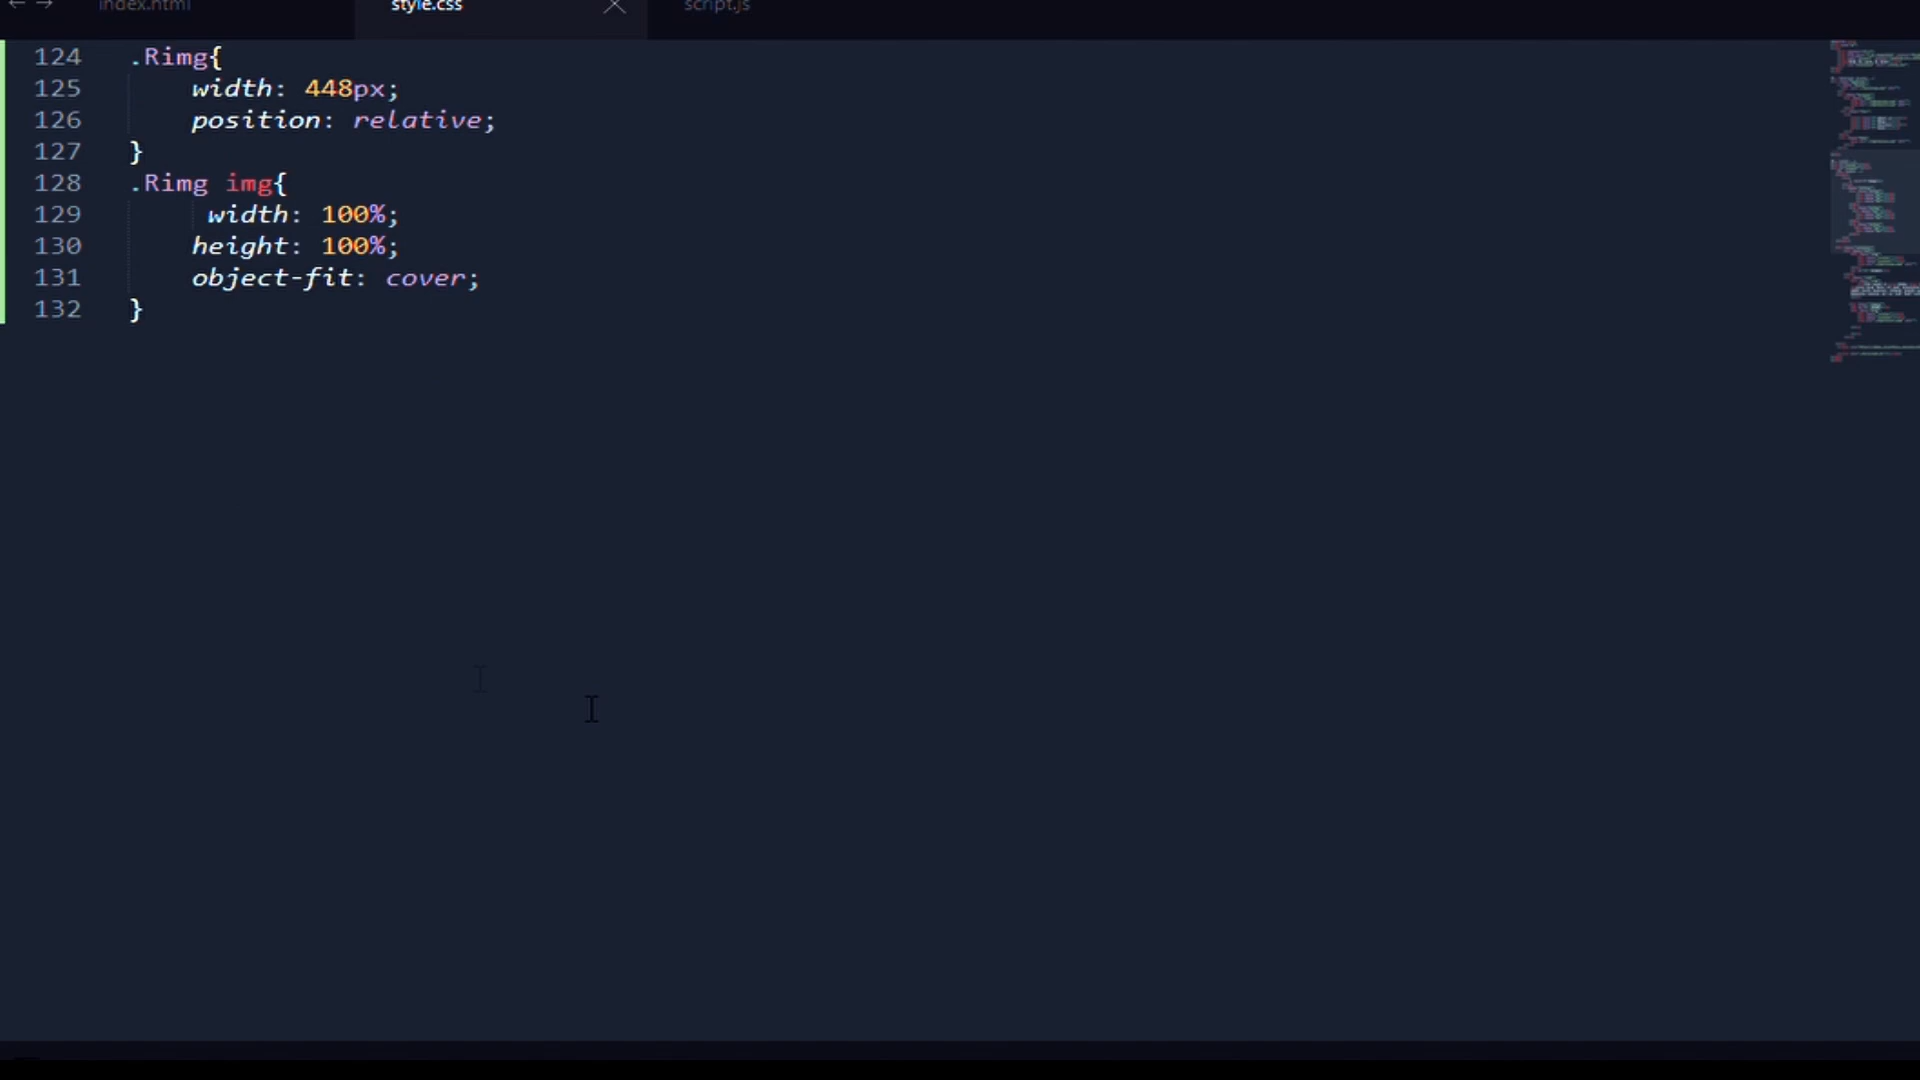 index.html style.css script.js
124 .Rimg{
125 width: 448px;
126 position: relative;
127 }
128 .Rimg img{
129 width: 100%;
130 height: 100%;
131 object-fit: cover;
132 }